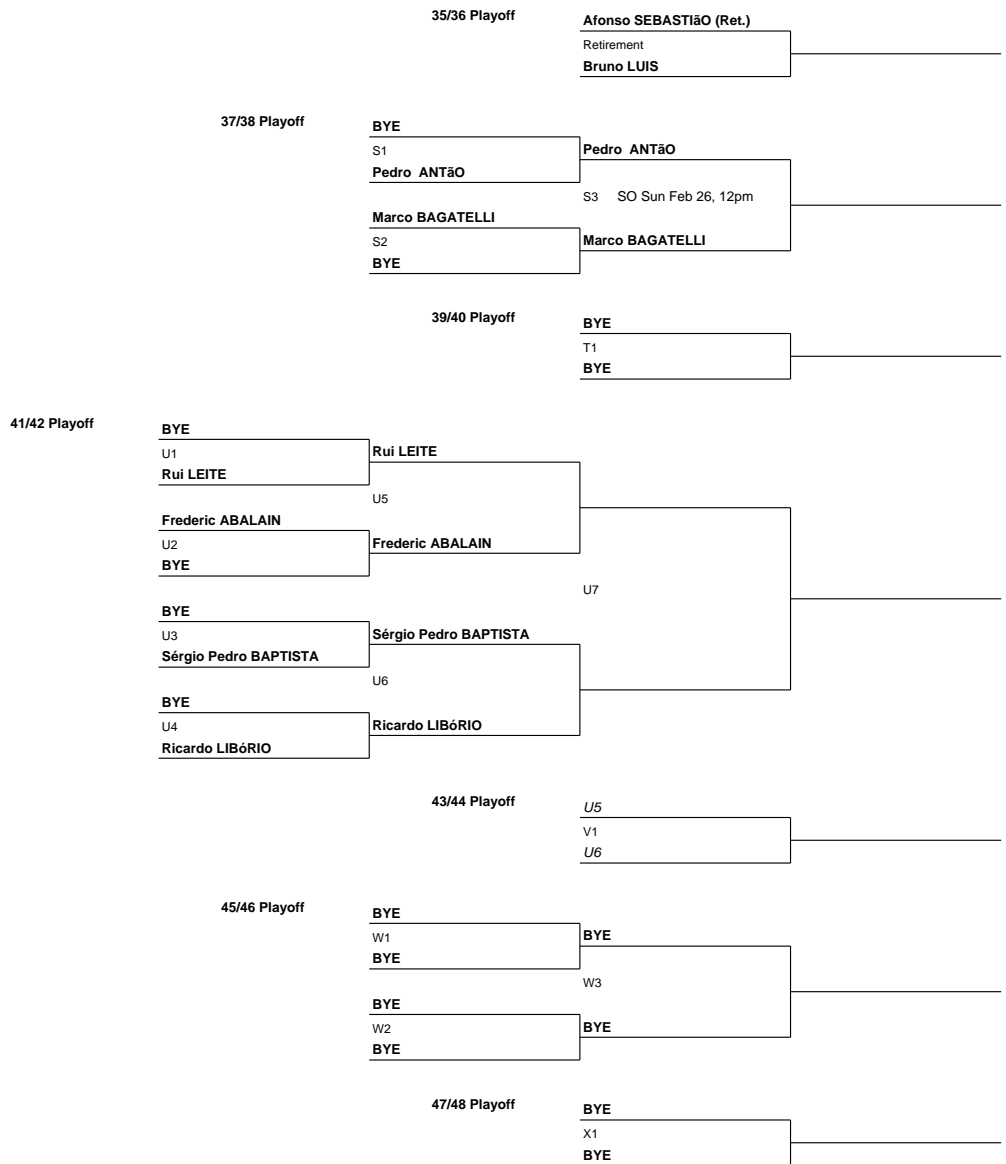 35/36 Playoff
Afonso SEBASTIãO (Ret.)
Retirement
Bruno LUIS
37/38 Playoff
BYE
S1
Pedro ANTãO
Pedro ANTãO
S3 SO Sun Feb 26, 12pm
Marco BAGATELLI
S2
BYE
Marco BAGATELLI
39/40 Playoff
BYE
T1
BYE
41/42 Playoff
BYE
U1
Rui LEITE
Rui LEITE
U5
Frederic ABALAIN
U2
BYE
Frederic ABALAIN
U7
BYE
U3
Sérgio Pedro BAPTISTA
Sérgio Pedro BAPTISTA
U6
BYE
U4
Ricardo LIBóRIO
Ricardo LIBóRIO
43/44 Playoff
U5
V1
U6
45/46 Playoff
BYE
W1
BYE
BYE
W3
BYE
W2
BYE
BYE
47/48 Playoff
BYE
X1
BYE